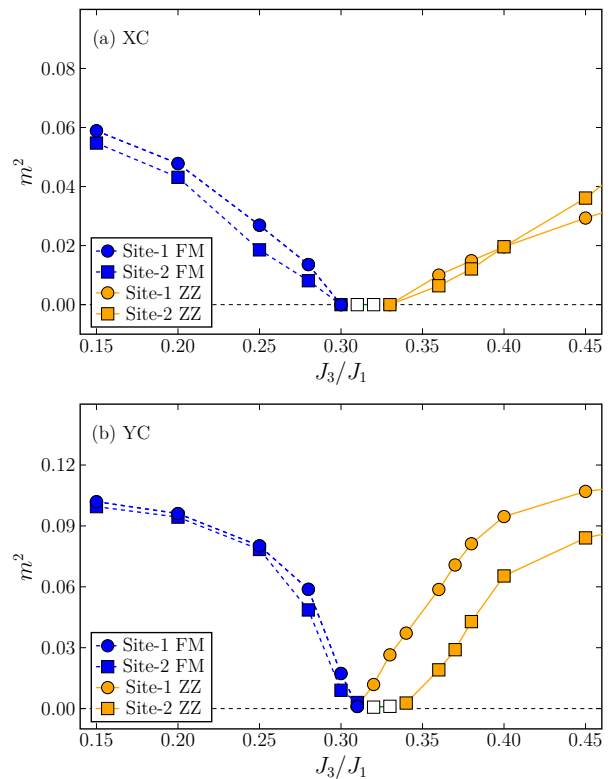 (a) XC
m²
0.08
0.06
0.04
0.02
0.00
Site-1 FM
Site-2 FM
Site-1 ZZ
Site-2 ZZ
0.15 0.20 0.25 0.30 0.35 0.40 0.45
J₃/J₁
(b) YC
m²
0.12
0.09
0.06
0.03
0.00
Site-1 FM
Site-2 FM
Site-1 ZZ
Site-2 ZZ
0.15 0.20 0.25 0.30 0.35 0.40 0.45
J₃/J₁